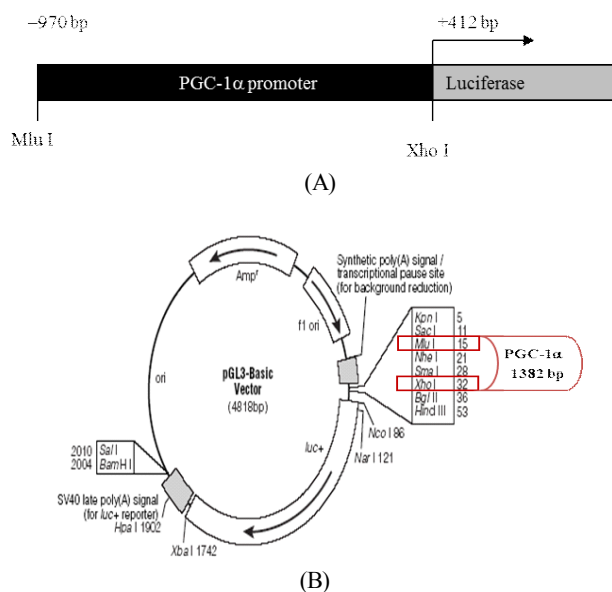 –970 bp
+412 bp
PGC-1α promoter
Luciferase
Mlu I
Xho I
(A)
Synthetic poly(A) signal /
transcriptional pause site
(for background reduction)
Ampr
f1 ori
ori
pGL3-Basic
Vector
(4818bp)
Kpn I 5
Sac I 11
Mlu I 15
Nhe I 21
Sma I 28
Xho I 32
Bgl II 36
Hind III 53
PGC-1α
1382 bp
Nco I 86
Nar I 121
luc+
2010 Sal I
2004 BamH I
SV40 late poly(A) signal
(for luc+ reporter)
Hpa I 1902
Xba I 1742
(B)